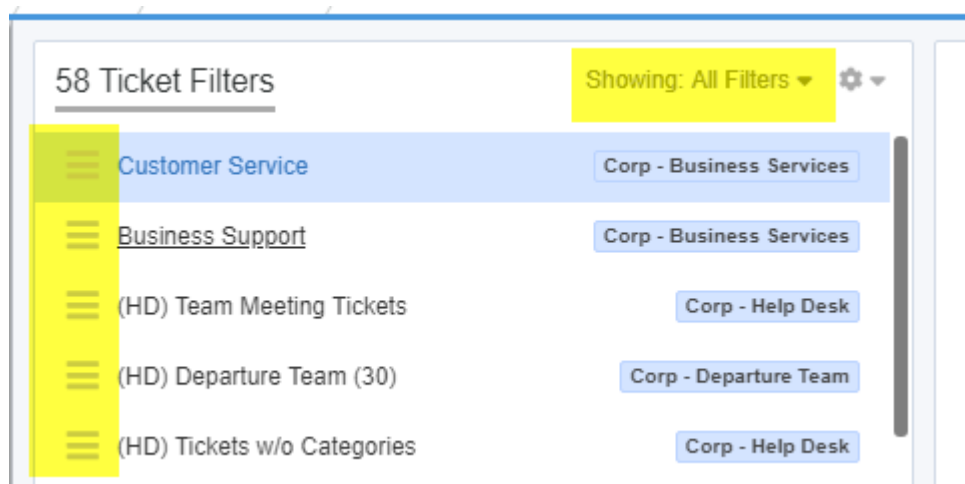 58 Ticket Filters Showing: All Filters
Customer Service Corp - Business Services
Business Support Corp - Business Services
(HD) Team Meeting Tickets Corp - Help Desk
(HD) Departure Team (30) Corp - Departure Team
(HD) Tickets w/o Categories Corp - Help Desk